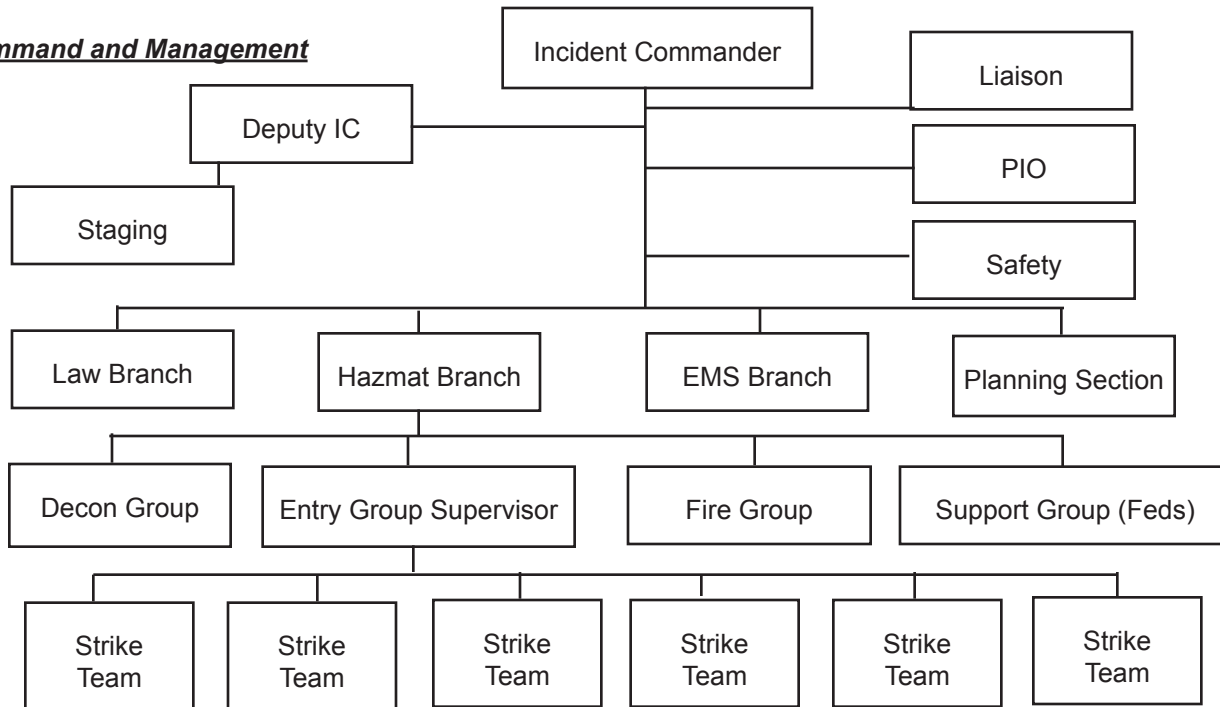 mmand and Management
Incident Commander
Liaison
Deputy IC
PIO
Staging
Safety
Law Branch
Hazmat Branch
EMS Branch
Planning Section
Decon Group
Entry Group Supervisor
Fire Group
Support Group (Feds)
Strike
Team
Strike
Team
Strike
Team
Strike
Team
Strike
Team
Strike
Team